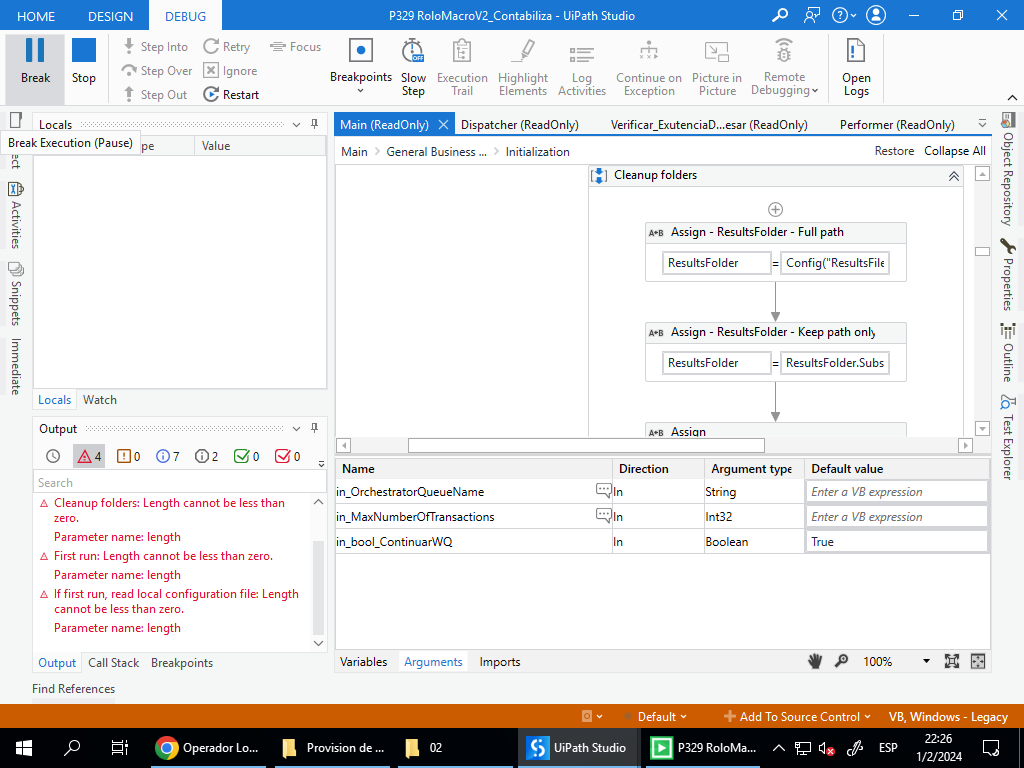 HOME DESIGN DEBUG P329 RoloMacroV2_Contabiliza - UiPath Studio
Break
Stop
Step Into
Step Over
Step Out
Retry
Ignore
Restart
Focus
Breakpoints
Slow
Step
Execution
Trail
Highlight
Elements
Log
Activities
Continue on
Exception
Picture in
Picture
Remote
Debugging
Open
Logs
Locals
Break Execution (Pause)
pe Value
ect
Activities
Snippets
Immediate
Locals Watch
Main (ReadOnly) Dispatcher (ReadOnly) Verificar_ExutenciaD...esar (ReadOnly) Performer (ReadOnly)
Main > General Business ... > Initialization Restore Collapse All
Cleanup folders
A+B Assign - ResultsFolder - Full path
ResultsFolder = Config("ResultsFile
A+B Assign - ResultsFolder - Keep path only
ResultsFolder = ResultsFolder.Subs
A+B Assign
Object Repository
Properties
Outline
Test Explorer
Output
4 0 7 2 0 0
Search
Cleanup folders: Length cannot be less than
zero.
Parameter name: length
First run: Length cannot be less than zero.
Parameter name: length
If first run, read local configuration file: Length
cannot be less than zero.
Parameter name: length
Output Call Stack Breakpoints
Find References
Name Direction Argument type Default value
in_OrchestratorQueueName In String Enter a VB expression
in_MaxNumberOfTransactions In Int32 Enter a VB expression
in_bool_ContinuarWQ In Boolean True
Variables Arguments Imports 100%
Default Add To Source Control VB, Windows - Legacy
Operador Lo... Provision de ... 02 UiPath Studio P329 RoloMa... ESP
22:26
1/2/2024